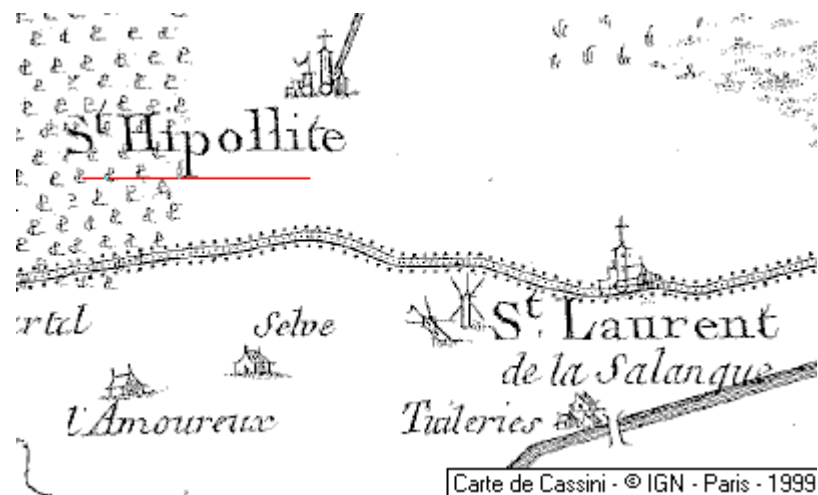 St Hipollite
rtal
Selve
St. Laurent
de la Salanque
l'Amoureux
Tuileries
Carte de Cassini - © IGN - Paris - 1999